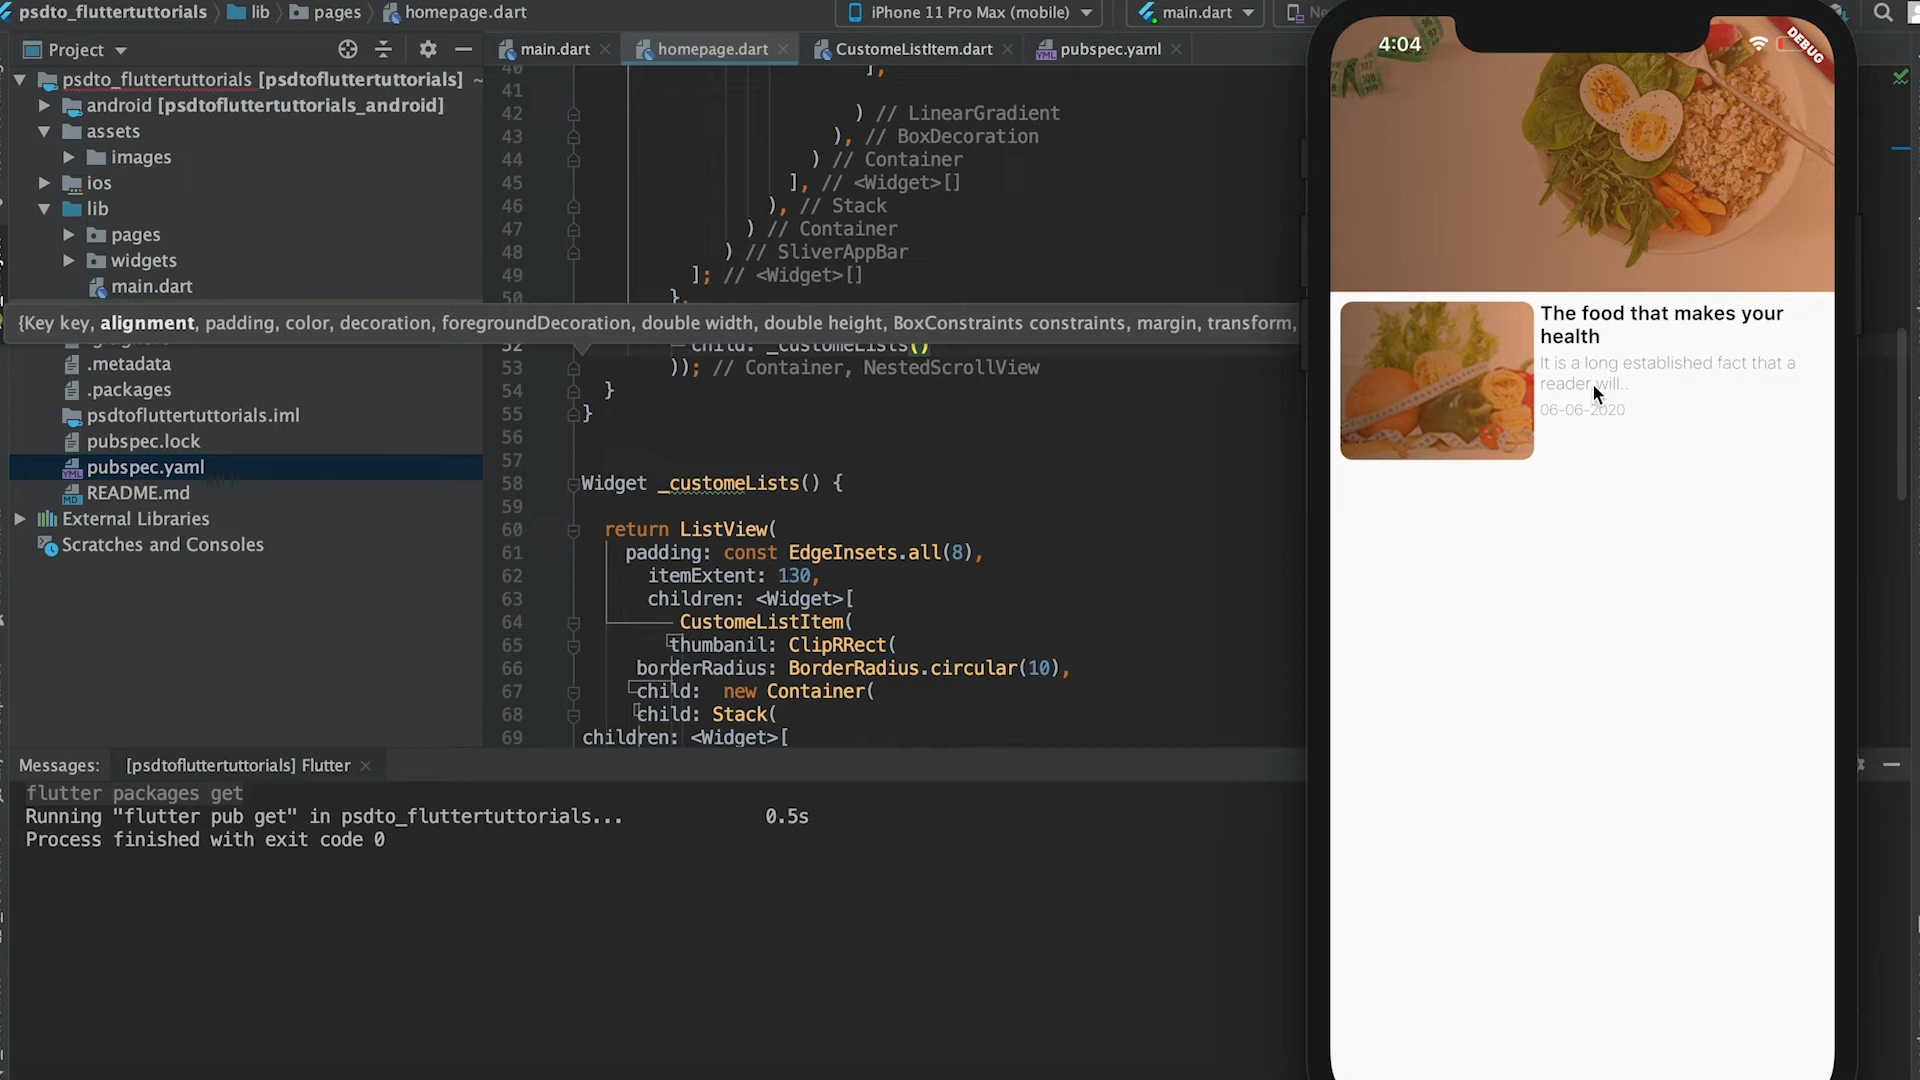 psdto_fluttertuttorials
lib
pages
homepage.dart
iPhone 11 Pro Max (mobile)
main.dart
Project
main.dart
homepage.dart
CustomeListItem.dart
pubspec.yaml
psdto_fluttertuttorials [psdtofluttertuttorials] ~
android [psdtofluttertuttorials_android]
assets
images
ios
lib
pages
widgets
main.dart
.metadata
.packages
psdtofluttertuttorials.iml
pubspec.lock
pubspec.yaml
README.md
External Libraries
Scratches and Consoles
40 ],
41
42 ) // LinearGradient
43 ), // BoxDecoration
44 ) // Container
45 ], // <Widget>[]
46 ), // Stack
47 ) // Container
48 ) // SliverAppBar
49 ]; // <Widget>[]
50 },
{Key key, alignment, padding, color, decoration, foregroundDecoration, double width, double height, BoxConstraints constraints, margin, transform,
52 child: _customeLists()
53 )); // Container, NestedScrollView
54 }
55 }
56
57
58 Widget _customeLists() {
59
60 return ListView(
61 padding: const EdgeInsets.all(8),
62 itemExtent: 130,
63 children: <Widget>[
64 CustomeListItem(
65 thumbanil: ClipRRect(
66 borderRadius: BorderRadius.circular(10),
67 child: new Container(
68 child: Stack(
69 children: <Widget>[
Messages:
[psdtofluttertuttorials] Flutter
flutter packages get
Running "flutter pub get" in psdto_fluttertuttorials... 0.5s
Process finished with exit code 0
4:04
DEBUG
The food that makes your
health
It is a long established fact that a
reader will..
06-06-2020